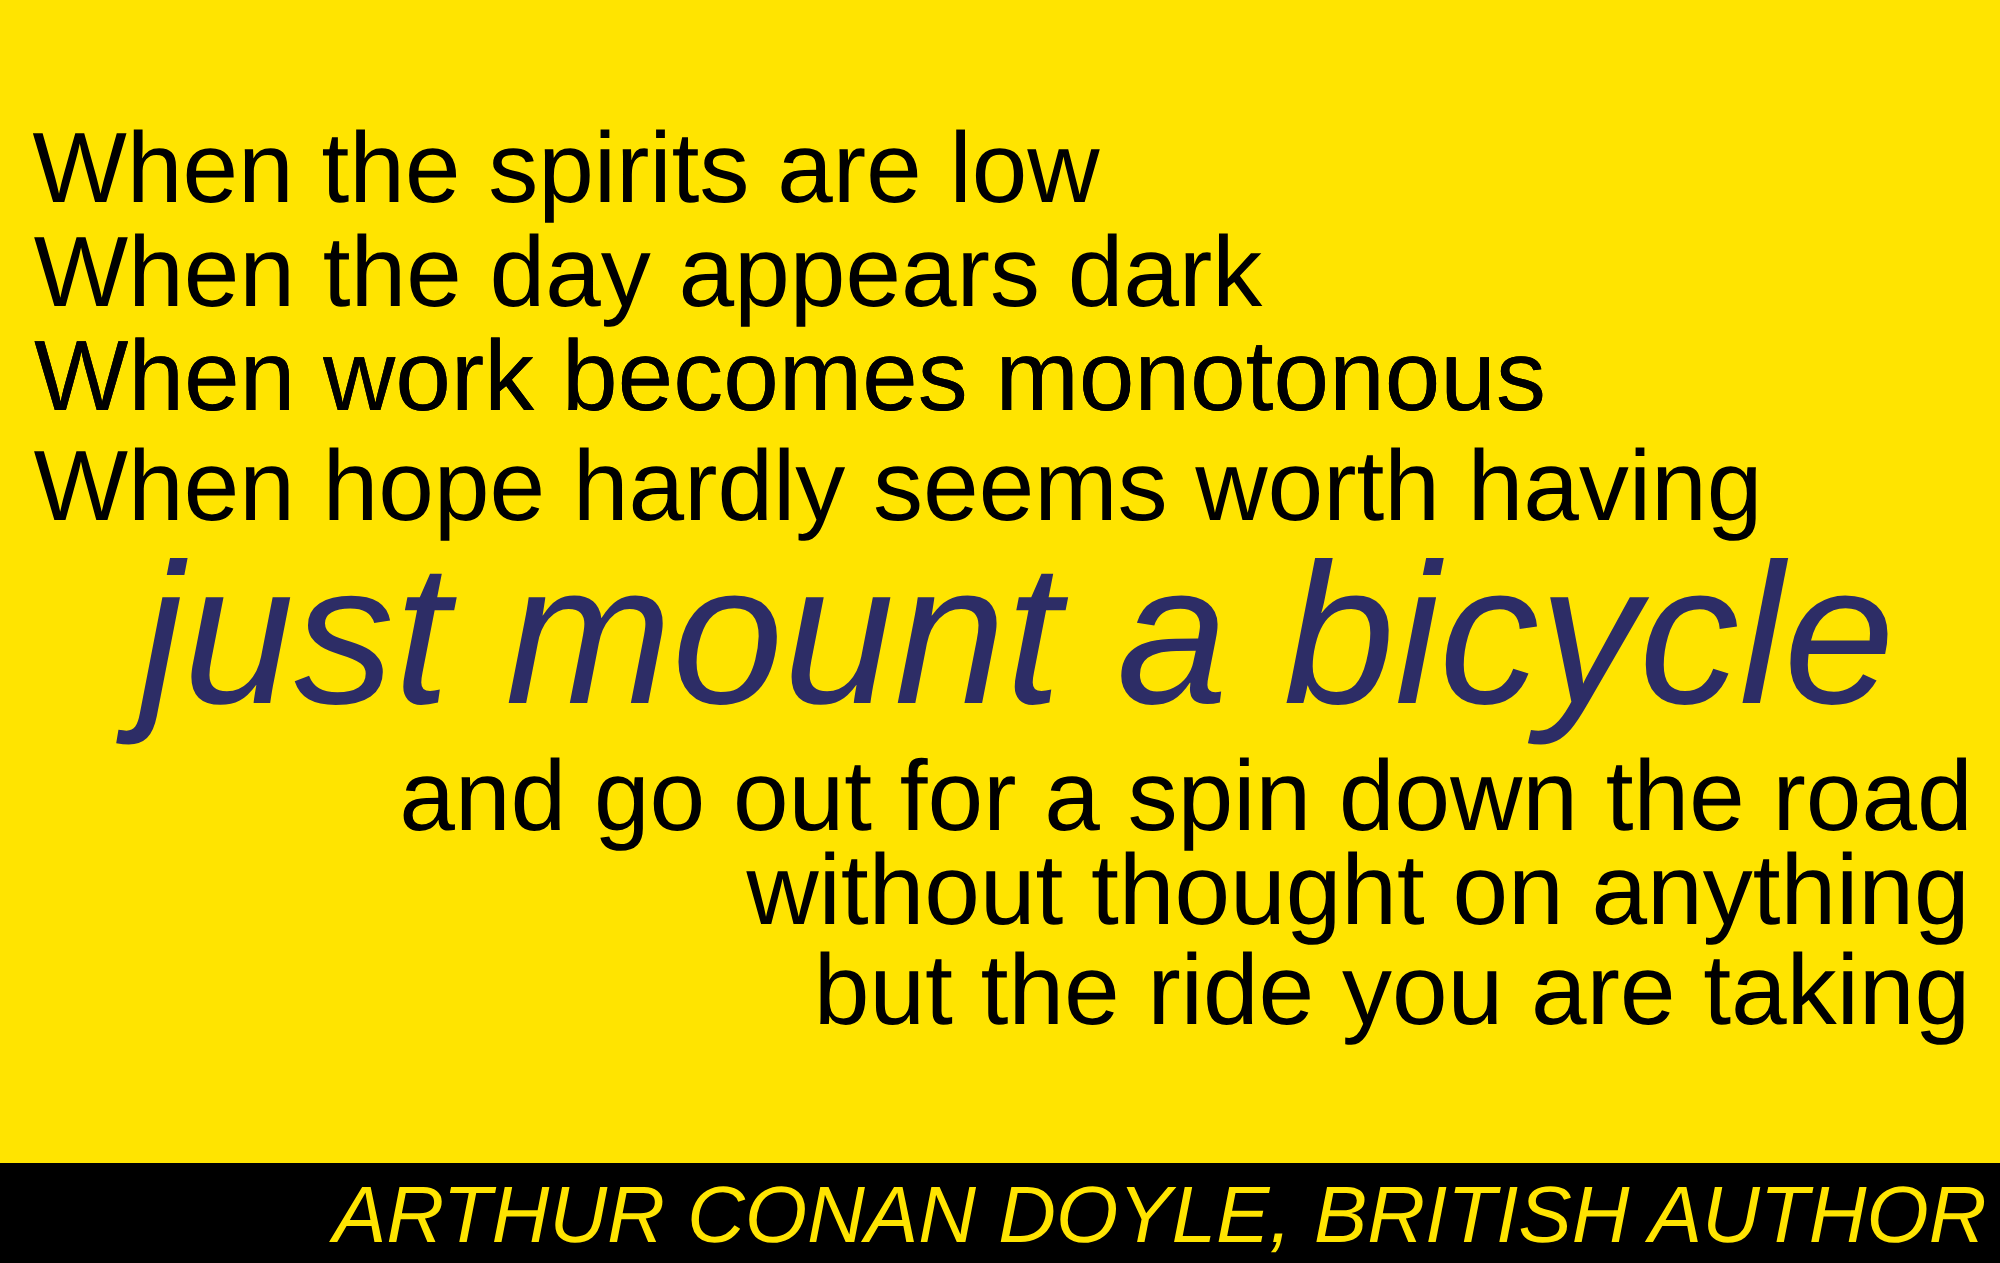 When the spirits are low
When the day appears dark
When work becomes monotonous
When hope hardly seems worth having
just mount a bicycle
and go out for a spin down the road
without thought on anything
but the ride you are taking
ARTHUR CONAN DOYLE, BRITISH AUTHOR